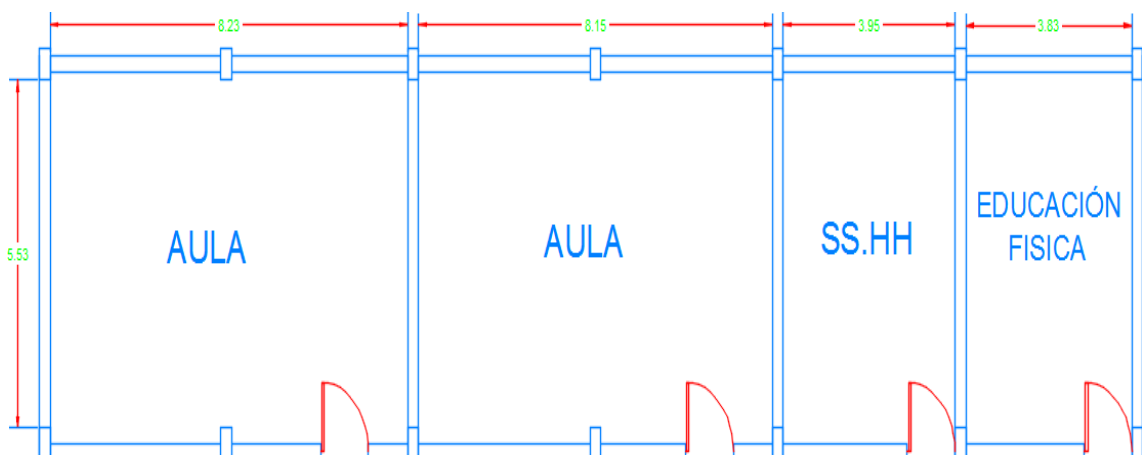 8.23
8.15
3.95
3.83
5.53
AULA
AULA
SS.HH
EDUCACIÓN
FISICA